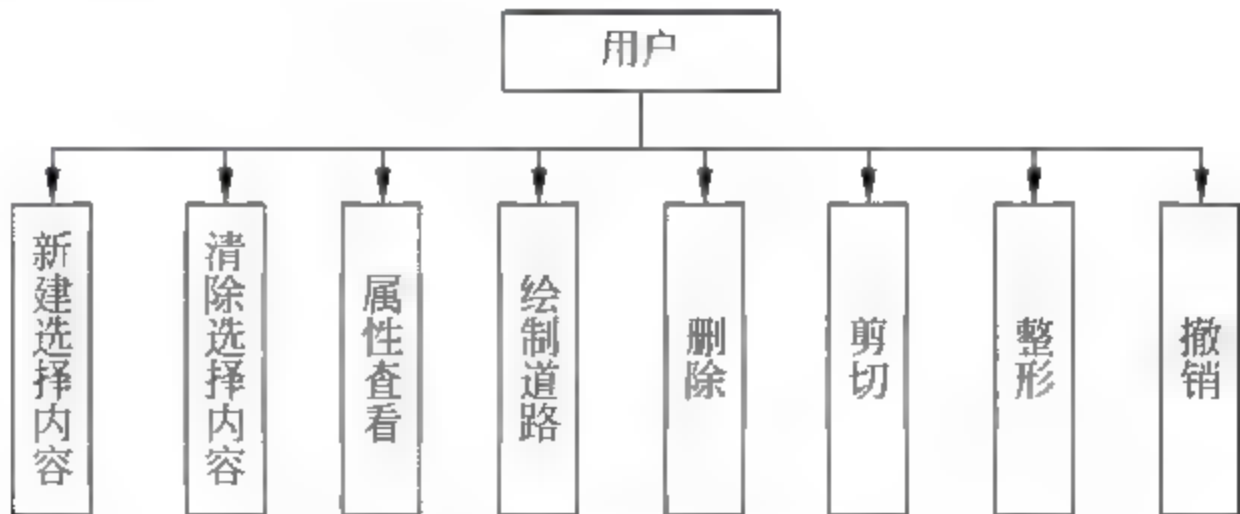 用户
新建选择内容
清除选择内容
属性查看
绘制道路
删除
剪切
整形
撤销